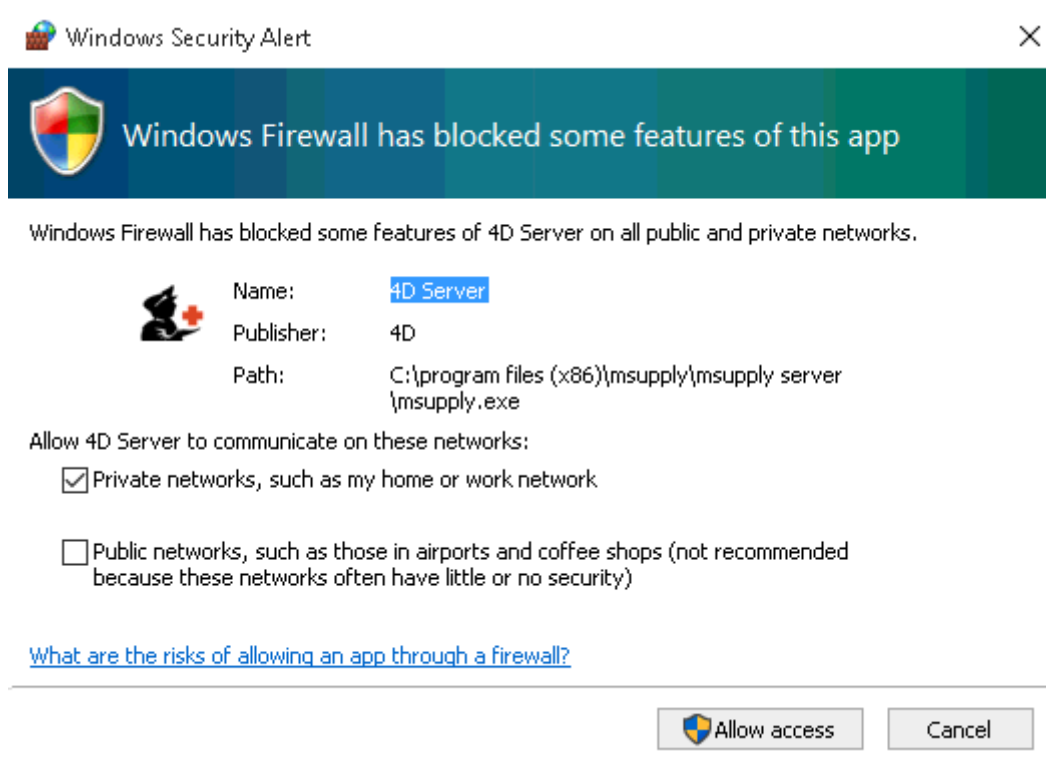 Windows Security Alert
Windows Firewall has blocked some features of this app
Windows Firewall has blocked some features of 4D Server on all public and private networks.
Name: 4D Server
Publisher: 4D
Path: C:\program files (x86)\msupply\msupply server
\msupply.exe
Allow 4D Server to communicate on these networks:
Private networks, such as my home or work network
Public networks, such as those in airports and coffee shops (not recommended
because these networks often have little or no security)
What are the risks of allowing an app through a firewall?
Allow access Cancel